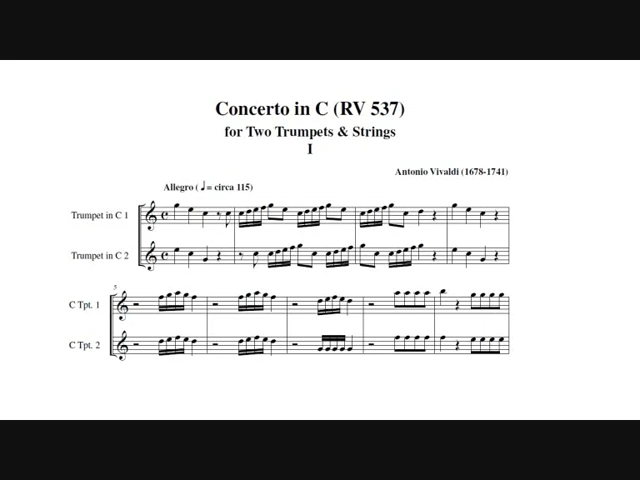 Concerto in C (RV 537)
for Two Trumpets & Strings
I
Antonio Vivaldi (1678-1741)
Allegro (♩= circa 115)
Trumpet in C 1
Trumpet in C 2
5
C Tpt. 1
C Tpt. 2